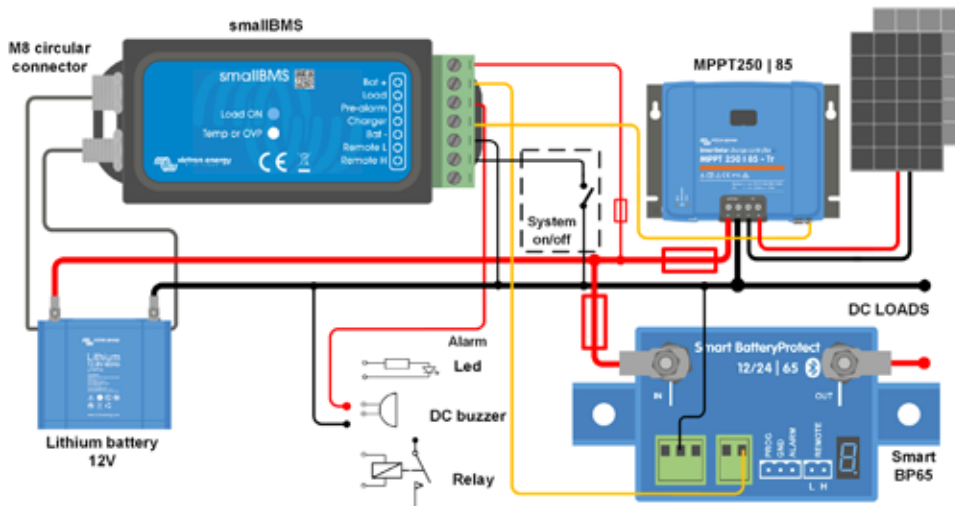 smallBMS
M8 circular
connector
smallBMS
Load ON
Temp or OVP
victron energy
CE
Bat +
Load
Pre-alarm
Charger
Bat -
Remote L
Remote H
MPPT250 | 85
MPPT 250 | 85 - Tr
System
on/off
DC LOADS
Alarm
Led
DC buzzer
Relay
Lithium
Lithium battery
12V
Smart BatteryProtect
12/24 | 65
IN
OUT
PROG
GND
ALARM
REMOTE
L H
Smart
BP65